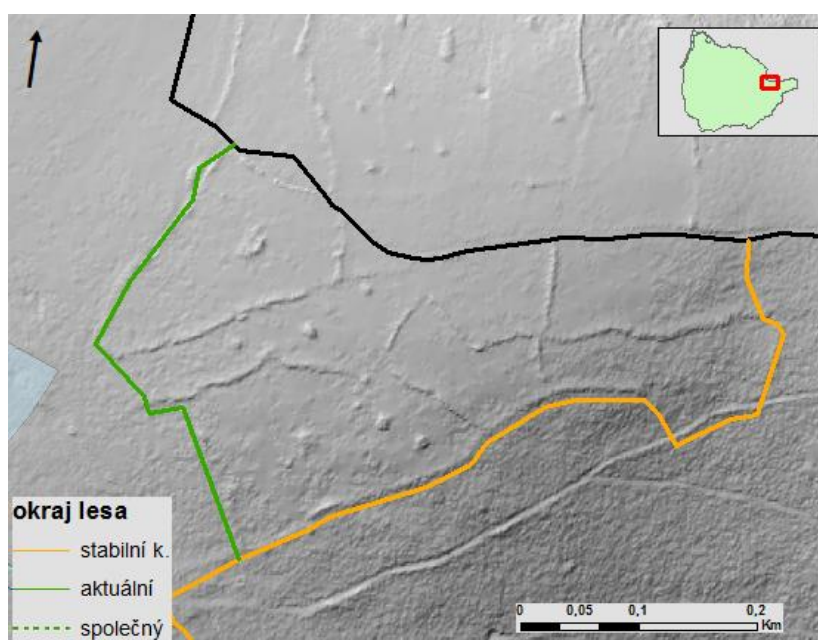 okraj lesa
stabilní k.
aktuální
společný
0 0,05 0,1 0,2
Km